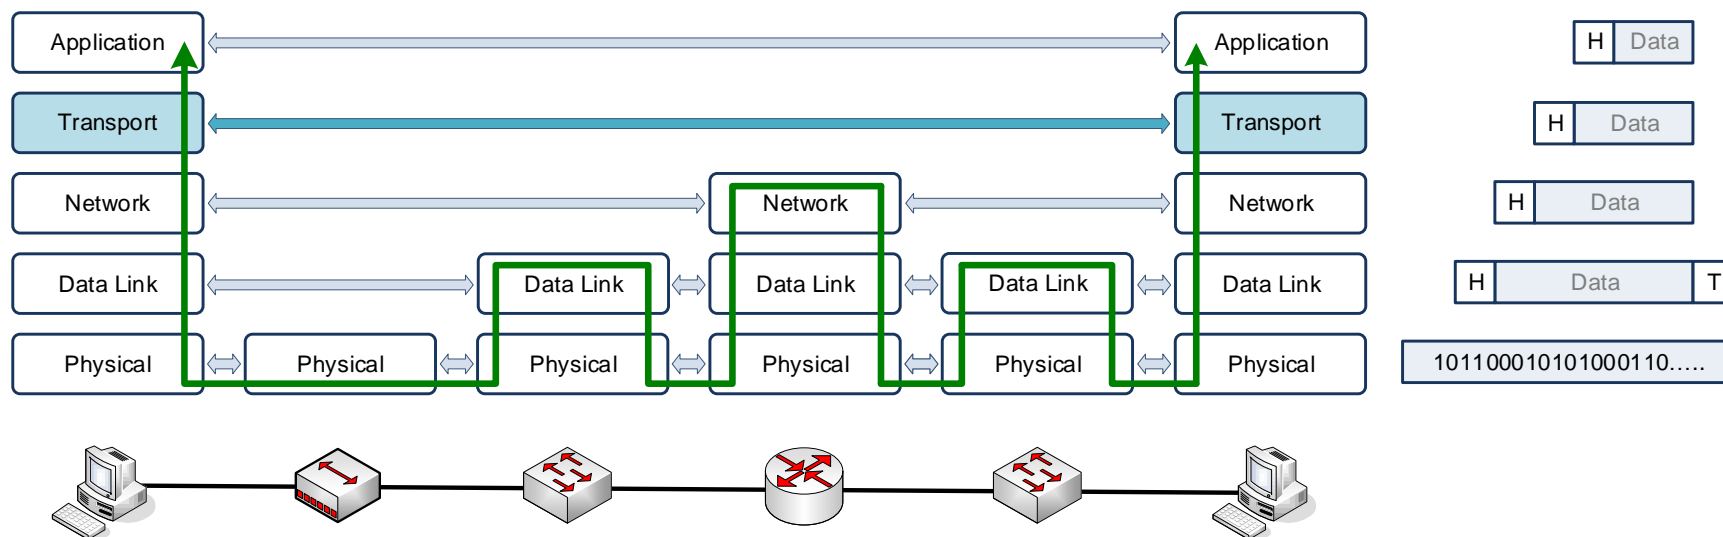 Application Application H Data
Transport Transport H Data
Network Network Network H Data
Data Link Data Link Data Link Data Link Data Link H Data T
Physical Physical Physical Physical Physical Physical 101100010101000110.....